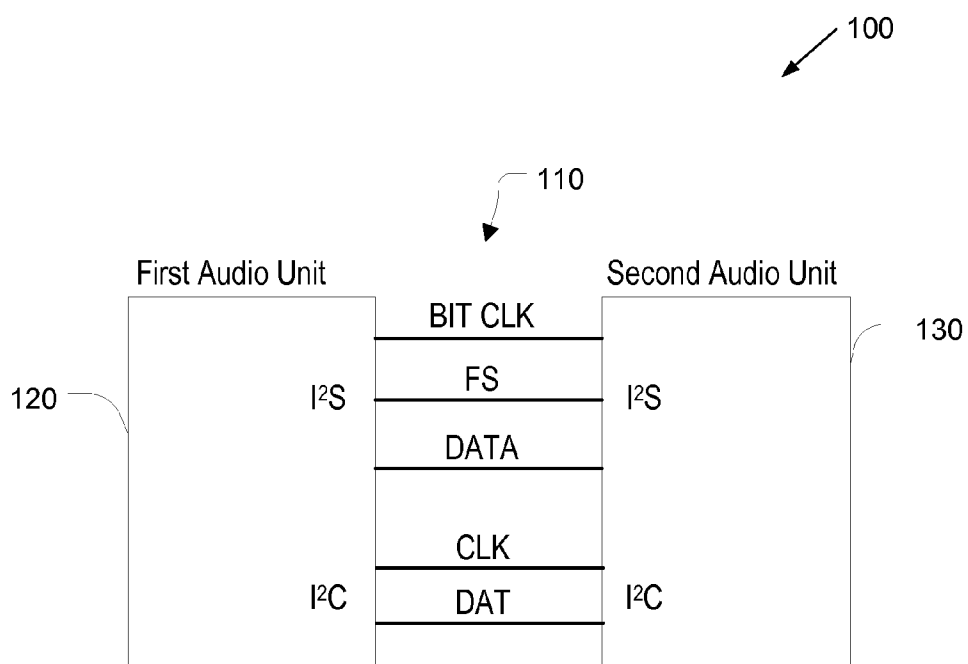 100
110
First Audio Unit
Second Audio Unit
BIT CLK
130
FS
120
I²S
I²S
DATA
CLK
I²C
DAT
I²C